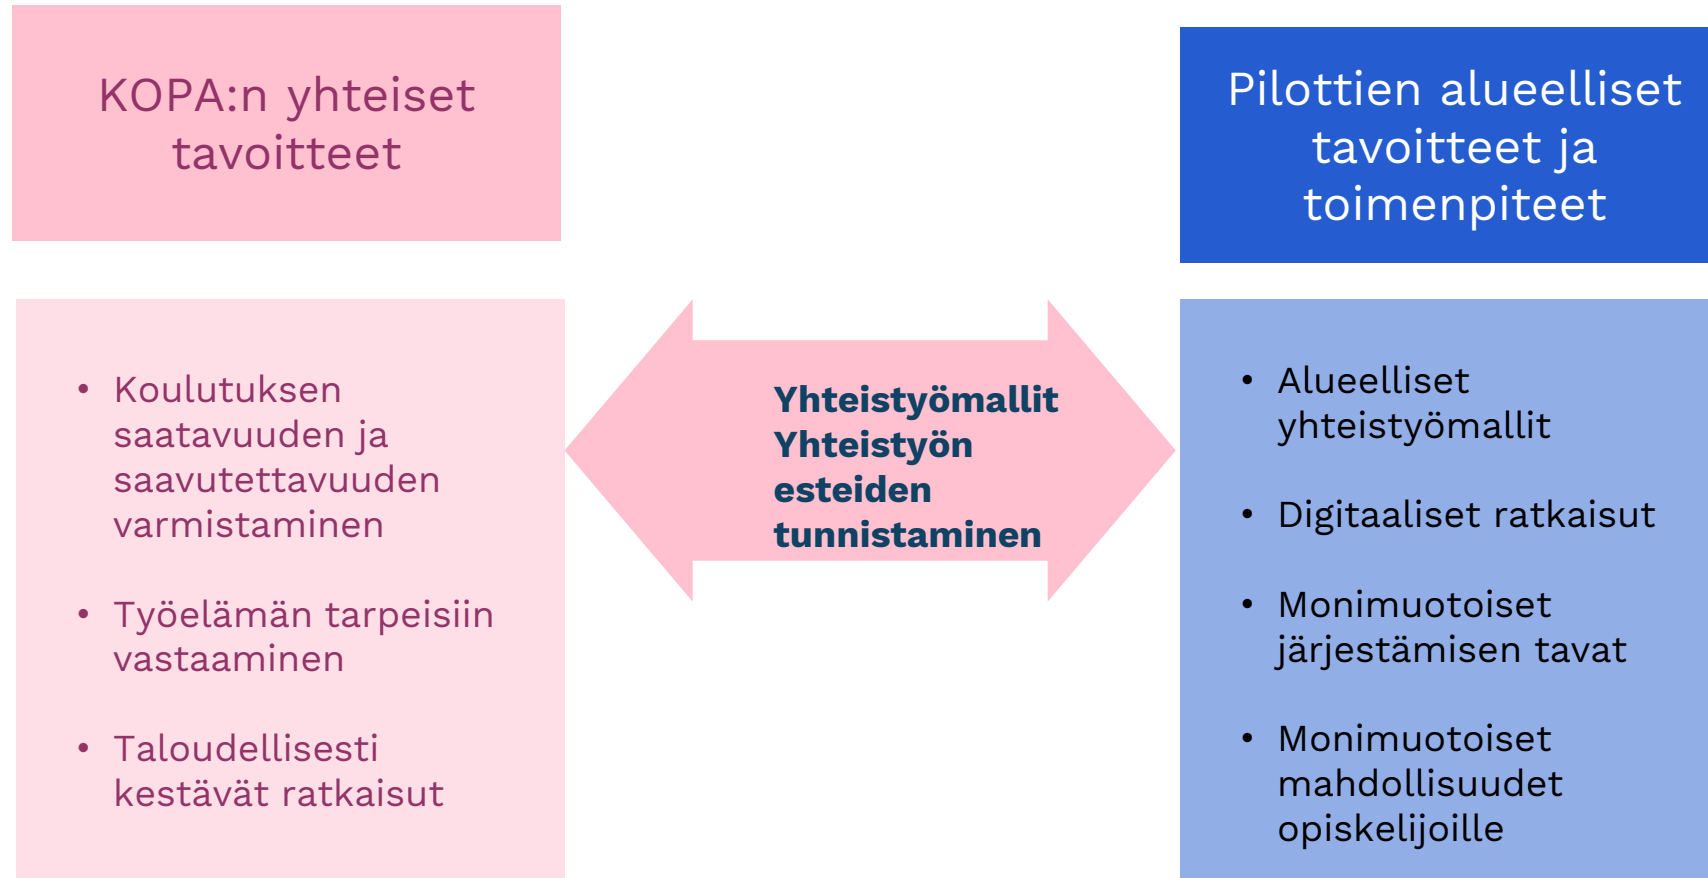 KOPA:n yhteiset
tavoitteet
Pilottien alueelliset
tavoitteet ja
toimenpiteet
• Koulutuksen
saatavuuden ja
saavutettavuuden
varmistaminen
• Työelämän tarpeisiin
vastaaminen
• Taloudellisesti
kestävät ratkaisut
Yhteistyömallit
Yhteistyön
esteiden
tunnistaminen
• Alueelliset
yhteistyömallit
• Digitaaliset ratkaisut
• Monimuotoiset
järjestämisen tavat
• Monimuotoiset
mahdollisuudet
opiskelijoille